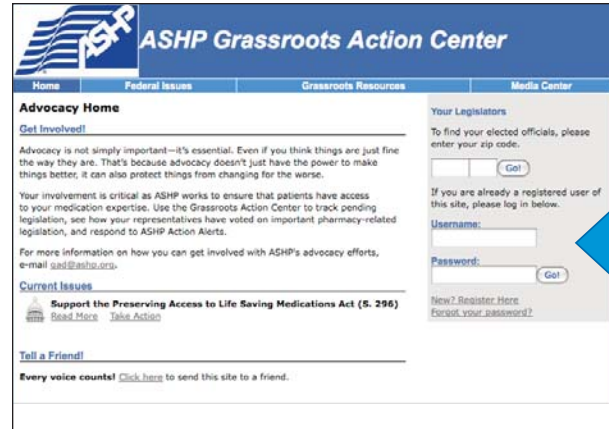 ASHP
ASHP Grassroots Action Center
Home Federal Issues Grassroots Resources Media Center
Advocacy Home
Get Involved!
Advocacy is not simply important—it's essential. Even if you think things are just fine
the way they are. That's because advocacy doesn't just have the power to make
things better, it can also protect things from changing for the worse.
Your involvement is critical as ASHP works to ensure that patients have access
to your medication expertise. Use the Grassroots Action Center to track pending
legislation, see how your representatives have voted on important pharmacy-related
legislation, and respond to ASHP Action Alerts.
For more information on how you can get involved with ASHP's advocacy efforts,
e-mail gad@ashp.org.
Current Issues
Support the Preserving Access to Life Saving Medications Act (S. 296)
Read More Take Action
Tell a Friend!
Every voice counts! Click here to send this site to a friend.
Your Legislators
To find your elected officials, please
enter your zip code.
Go!
If you are already a registered user of
this site, please log in below.
Username:
Password:
Go!
New? Register Here
Forgot your password?